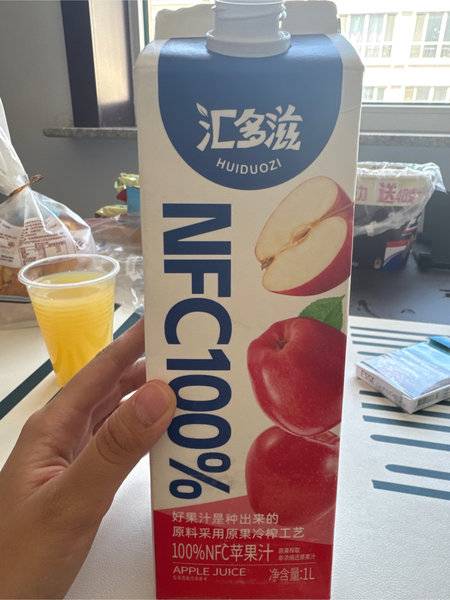 汇多滋
HUIDUOZI
NFC100%
好果汁是种出来的
原料采用原果冷榨工艺
100%NFC苹果汁
APPLE JUICE
净含量:1L
送